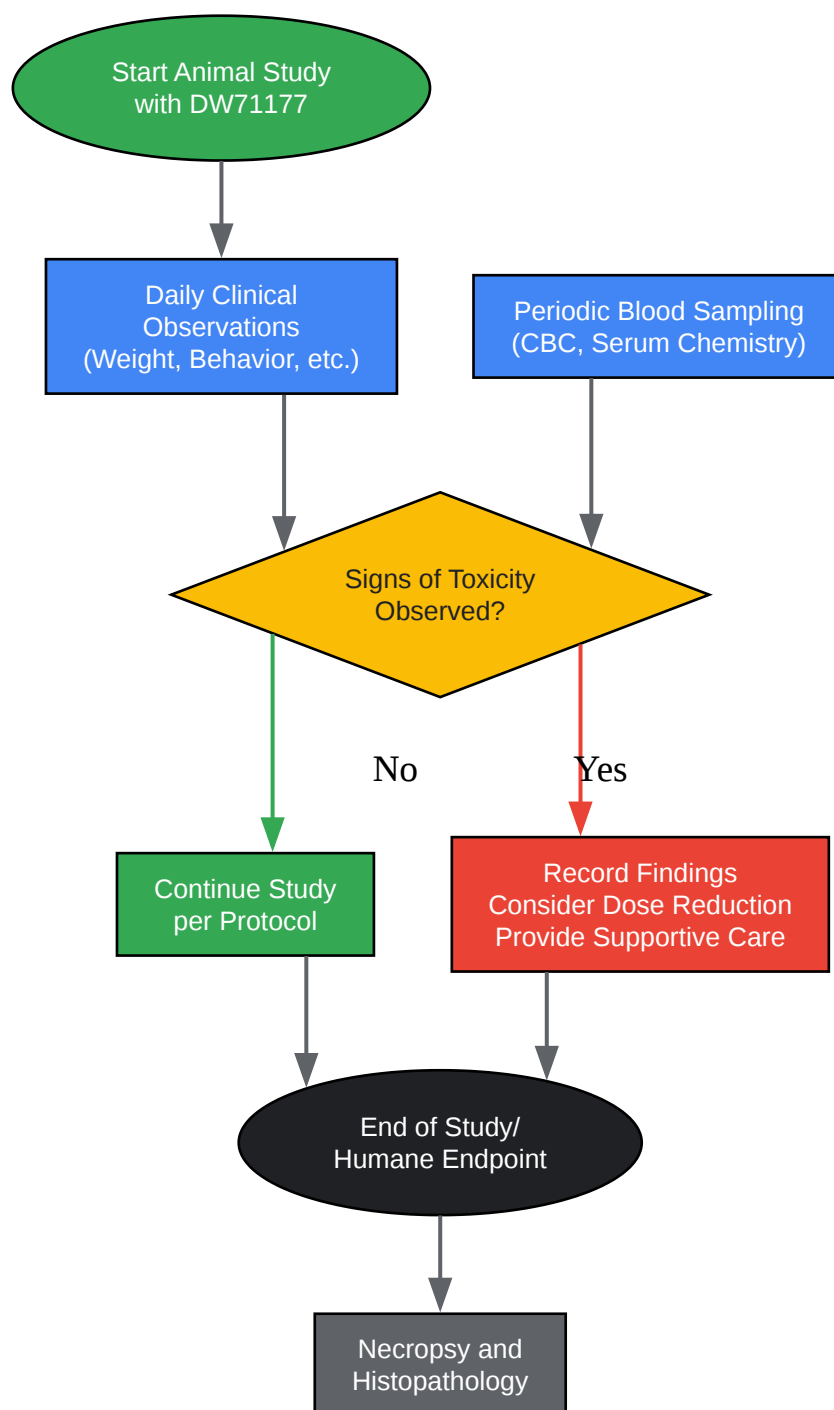 Start Animal Study
with DW71177
Daily Clinical
Observations
(Weight, Behavior, etc.)
Periodic Blood Sampling
(CBC, Serum Chemistry)
Signs of Toxicity
Observed?
No
Yes
Continue Study
per Protocol
Record Findings
Consider Dose Reduction
Provide Supportive Care
End of Study/
Humane Endpoint
Necropsy and
Histopathology